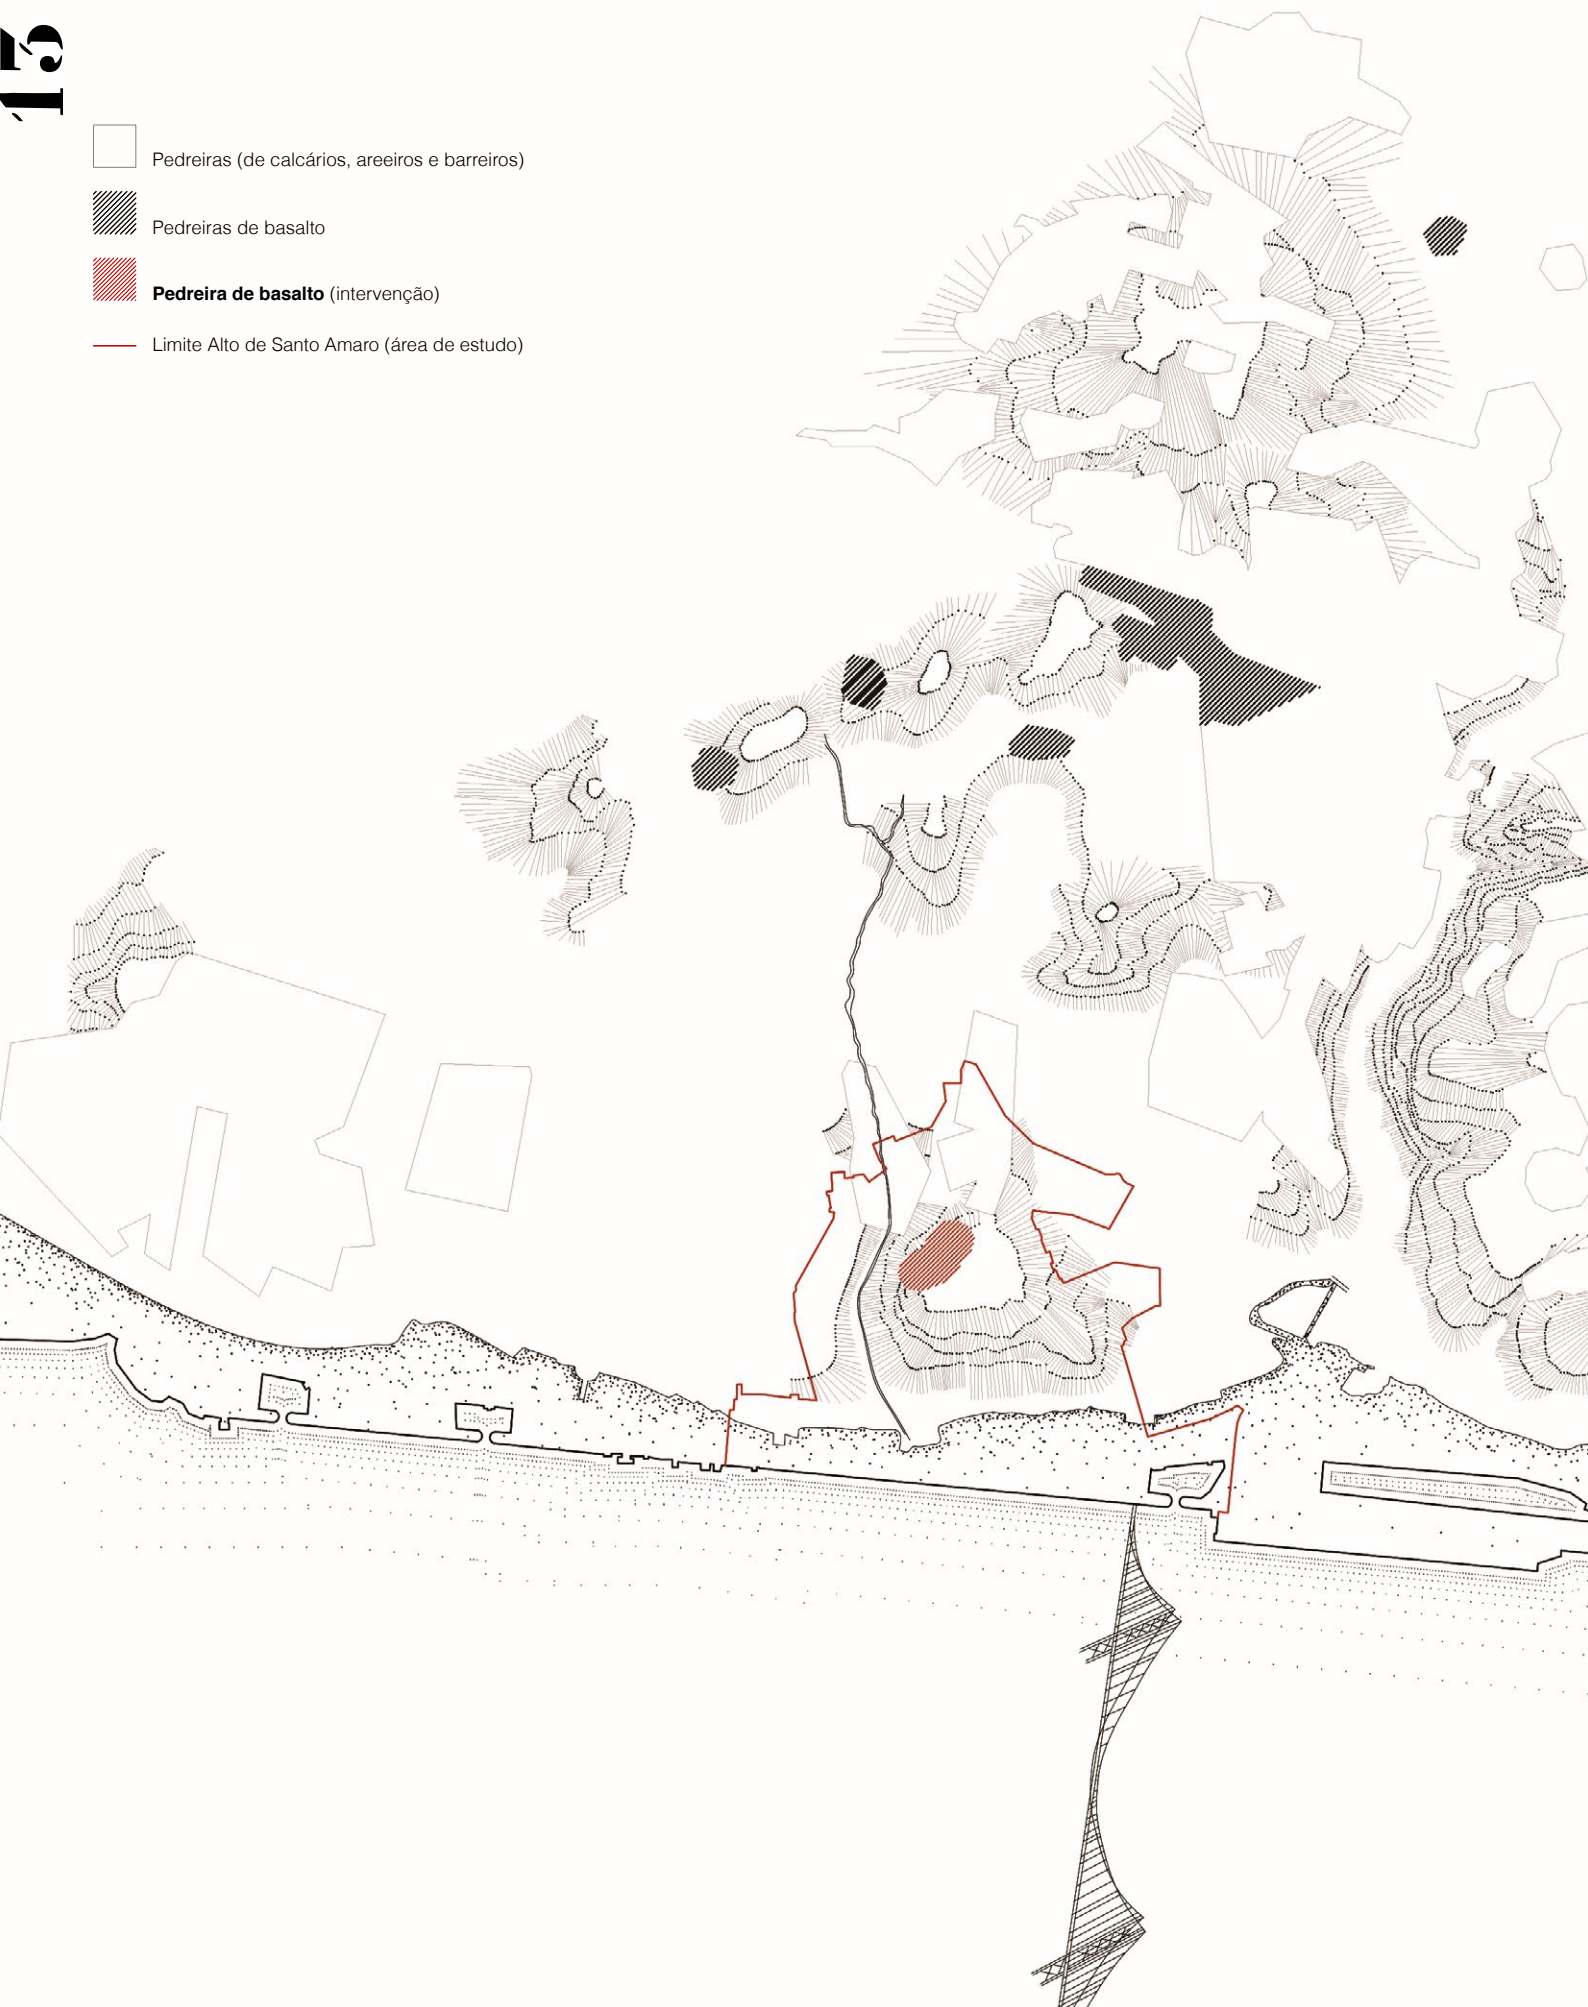 15
Pedreiras (de calcários, areeiros e barreiros)
Pedreiras de basalto
Pedreira de basalto (intervenção)
Limite Alto de Santo Amaro (área de estudo)